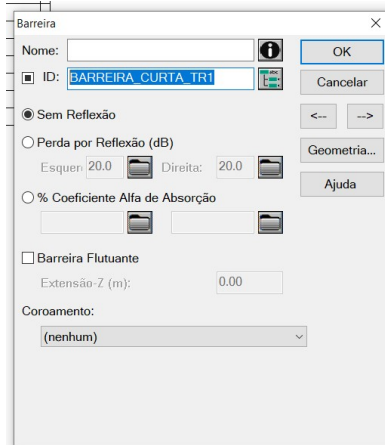 Barreira
Nome:
OK
ID: BARREIRA_CURTA_TR1
Cancelar
Sem Reflexão
<-- -->
Perda por Reflexão (dB)
Geometria...
Esquer 20.0 Direita: 20.0
Ajuda
% Coeficiente Alfa de Absorção
Barreira Flutuante
Extensão-Z (m): 0.00
Coroamento:
(nenhum)